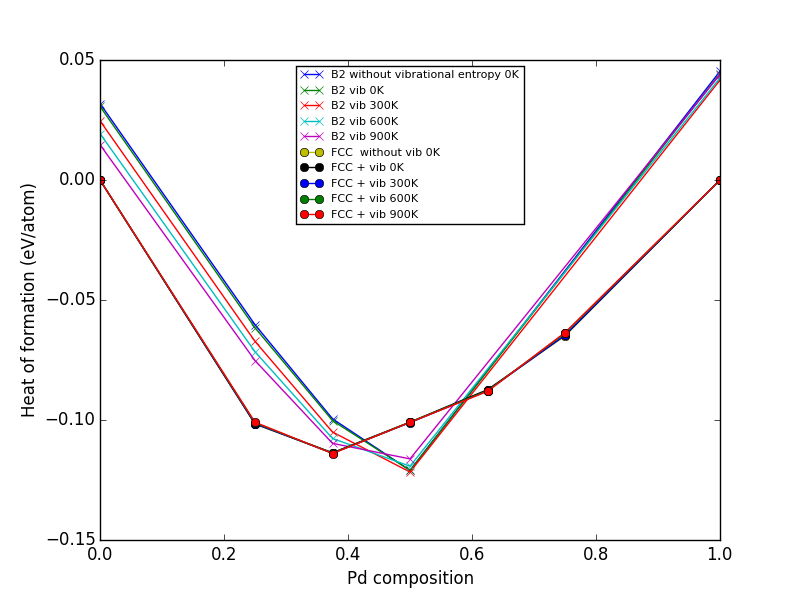 0.05
0.00
−0.05
−0.10
−0.15
Heat of formation (eV/atom)
B2 without vibrational entropy 0K
B2 vib 0K
B2 vib 300K
B2 vib 600K
B2 vib 900K
FCC  without vib 0K
FCC + vib 0K
FCC + vib 300K
FCC + vib 600K
FCC + vib 900K
0.0 0.2 0.4 0.6 0.8 1.0
Pd composition